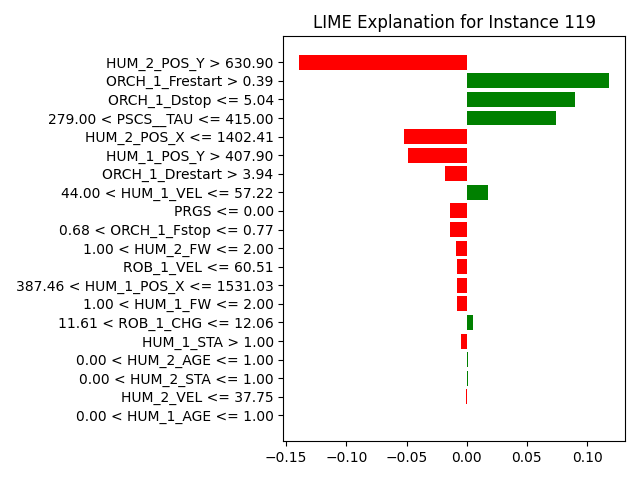 LIME Explanation for Instance 119
HUM_2_POS_Y > 630.90
ORCH_1_Frestart > 0.39
ORCH_1_Dstop <= 5.04
279.00 < PSCS__TAU <= 415.00
HUM_2_POS_X <= 1402.41
HUM_1_POS_Y > 407.90
ORCH_1_Drestart > 3.94
44.00 < HUM_1_VEL <= 57.22
PRGS <= 0.00
0.68 < ORCH_1_Fstop <= 0.77
1.00 < HUM_2_FW <= 2.00
ROB_1_VEL <= 60.51
387.46 < HUM_1_POS_X <= 1531.03
1.00 < HUM_1_FW <= 2.00
11.61 < ROB_1_CHG <= 12.06
HUM_1_STA > 1.00
0.00 < HUM_2_AGE <= 1.00
0.00 < HUM_2_STA <= 1.00
HUM_2_VEL <= 37.75
0.00 < HUM_1_AGE <= 1.00
−0.15 −0.10 −0.05 0.00 0.05 0.10